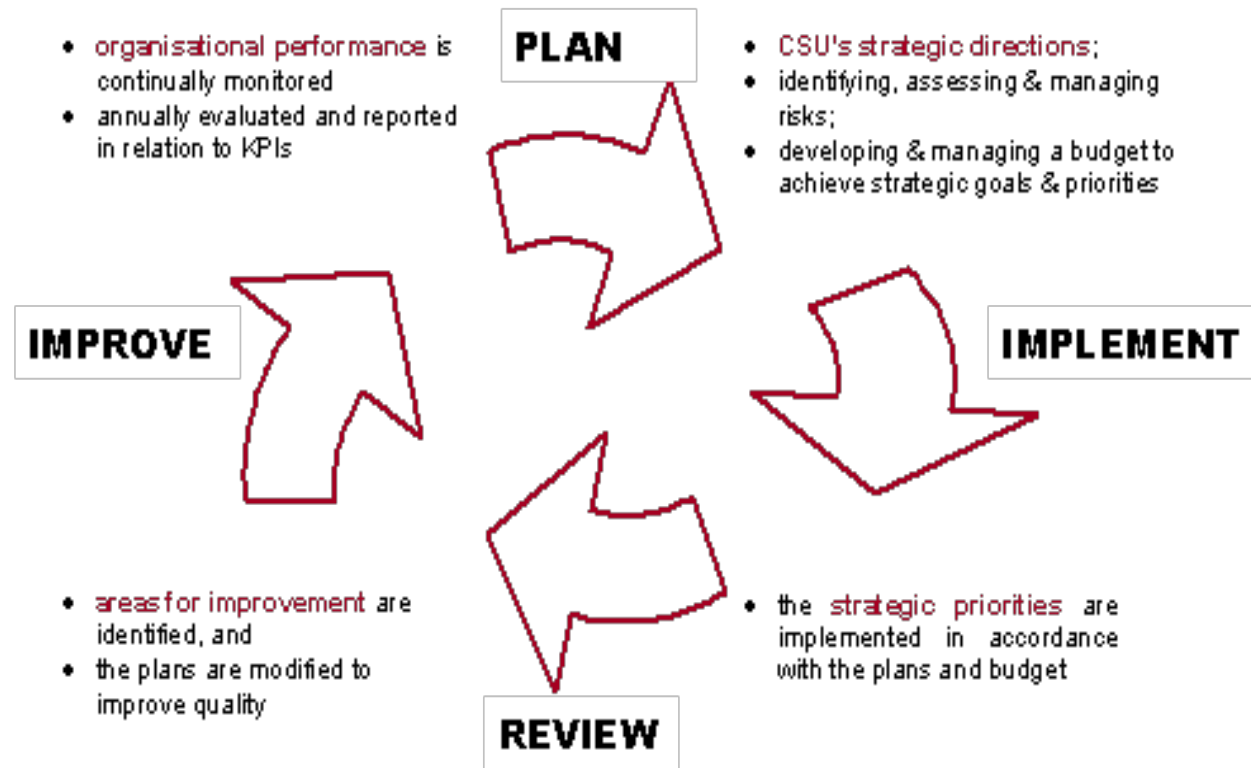 PLAN
• organisational performance is
continually monitored
• annually evaluated and reported
in relation to KPIs
• CSU's strategic directions;
• identifying, assessing & managing
risks;
• developing & managing a budget to
achieve strategic goals & priorities
IMPROVE
IMPLEMENT
• areas for improvement are
identified, and
• the plans are modified to
improve quality
• the strategic priorities are
implemented in accordance
with the plans and budget
REVIEW